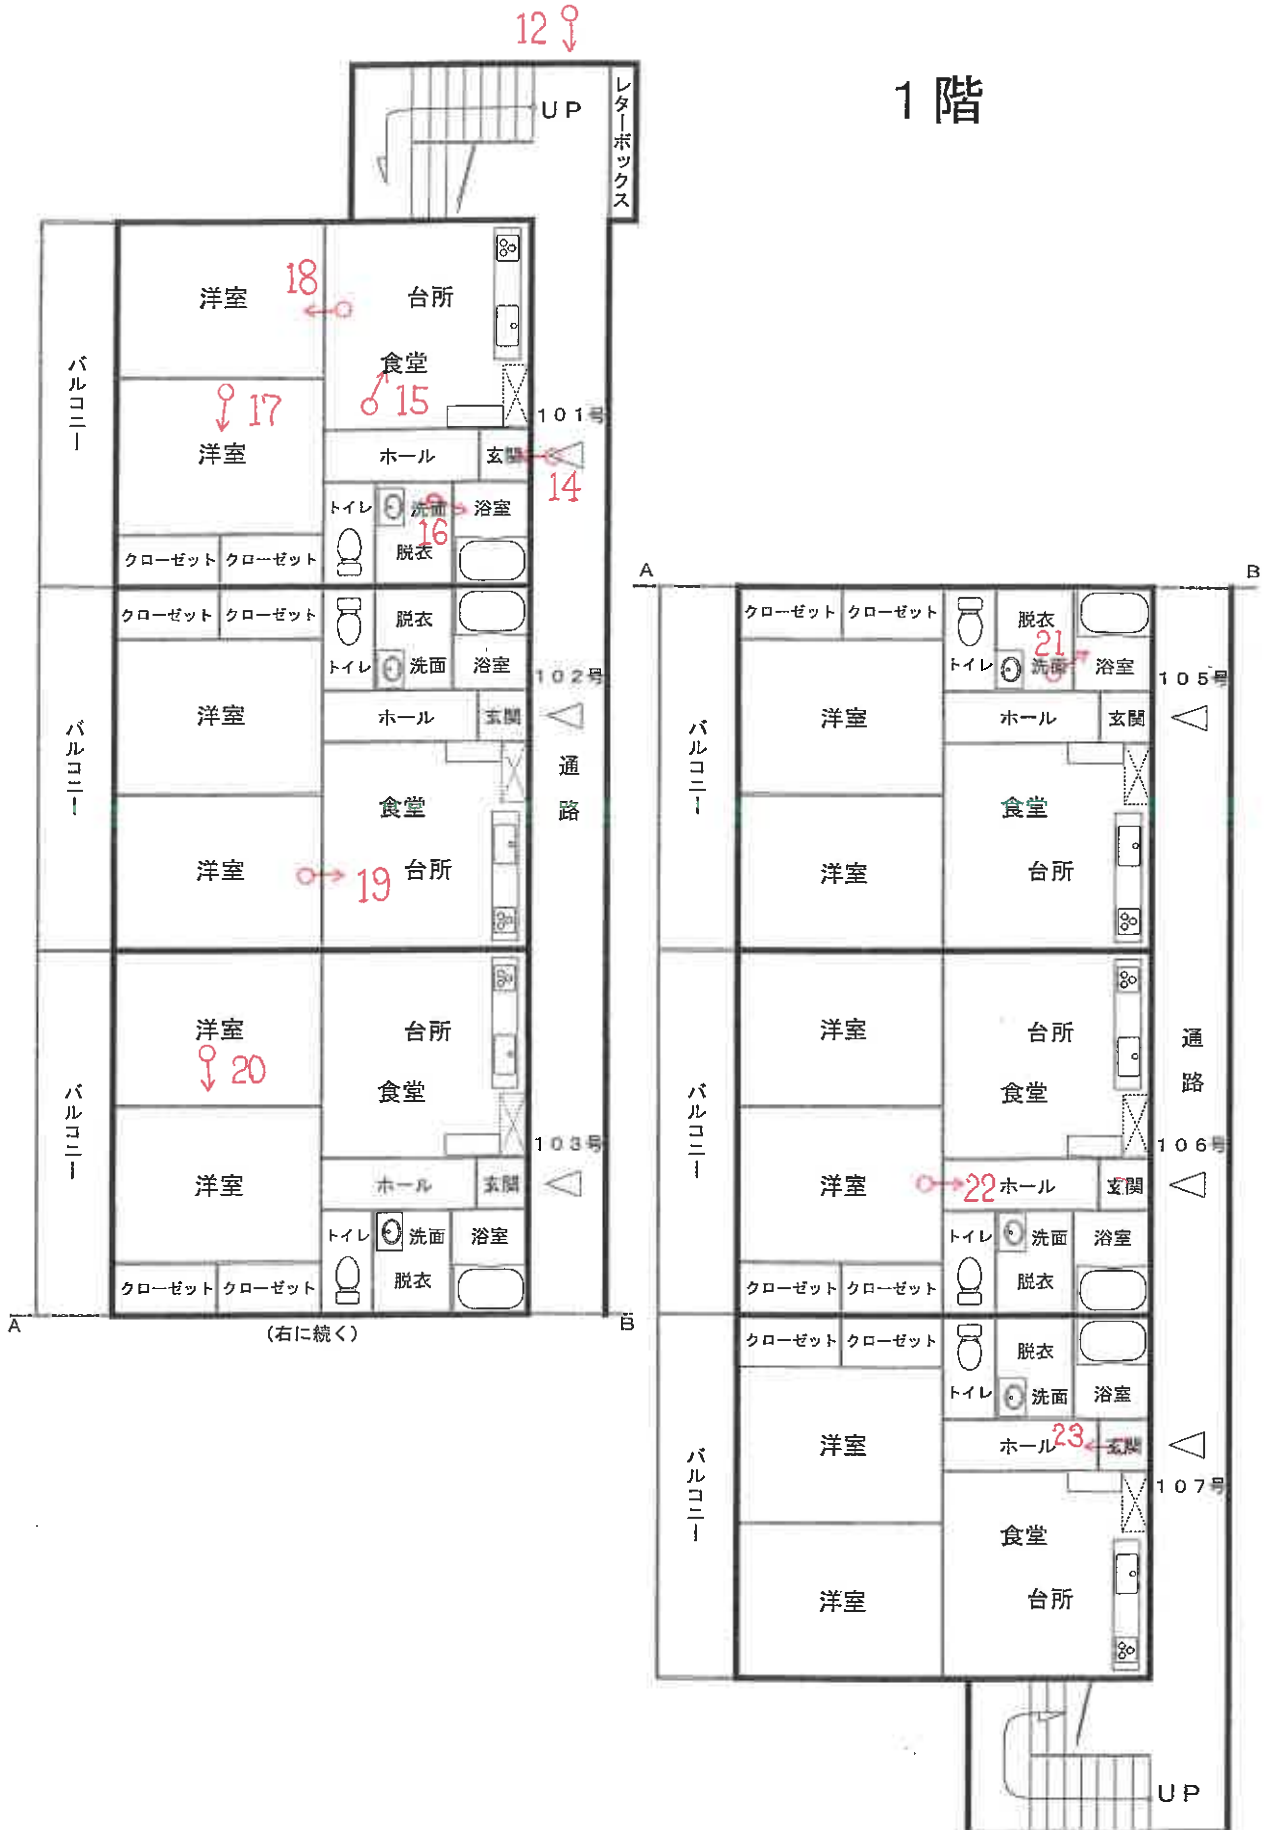 12
1階
UP
レターボックス
洋室
18
台所
食堂
15
バルコニー
17
洋室
101号
ホール
玄関
14
トイレ
洗面
16
脱衣
浴室
クローゼット
クローゼット
クローゼット
クローゼット
脱衣
トイレ
洗面
浴室
102号
洋室
ホール
玄関
バルコニー
通路
食堂
洋室
19
台所
洋室
20
台所
食堂
バルコニー
103号
洋室
ホール
玄関
トイレ
洗面
浴室
脱衣
クローゼット
クローゼット
A
(右に続く)
B
A
B
クローゼット
クローゼット
脱衣
21
トイレ
洗面
浴室
105号
洋室
ホール
玄関
バルコニー
食堂
洋室
台所
洋室
台所
通路
食堂
バルコニー
106号
洋室
22
ホール
玄関
トイレ
洗面
浴室
脱衣
クローゼット
クローゼット
クローゼット
クローゼット
脱衣
トイレ
洗面
浴室
洋室
ホール
23
玄関
107号
バルコニー
食堂
洋室
台所
UP